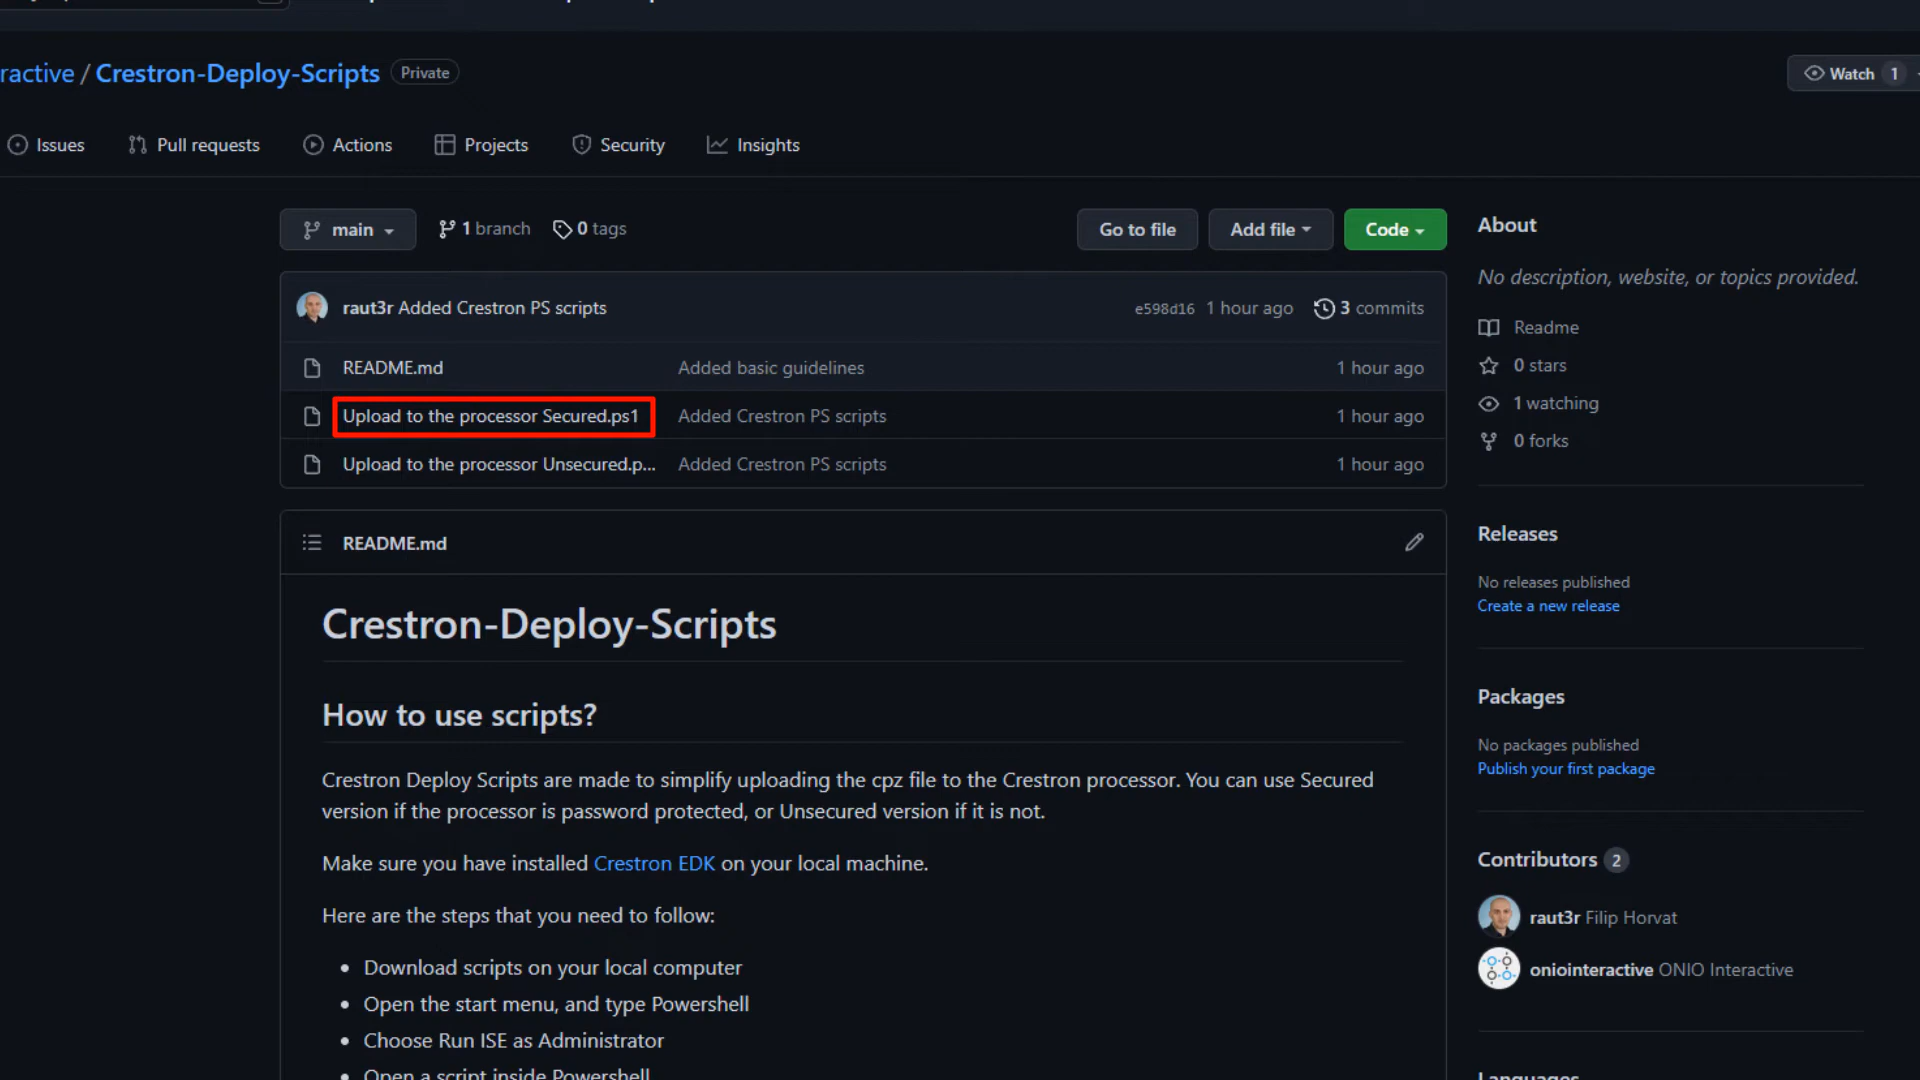 ractive / Crestron-Deploy-Scripts Private
Watch 1
Issues Pull requests Actions Projects Security Insights
main 1 branch 0 tags Go to file Add file Code
raut3r Added Crestron PS scripts e598d16 1 hour ago 3 commits
README.md Added basic guidelines 1 hour ago
Upload to the processor Secured.ps1 Added Crestron PS scripts 1 hour ago
Upload to the processor Unsecured.p... Added Crestron PS scripts 1 hour ago
README.md
Crestron-Deploy-Scripts
How to use scripts?
Crestron Deploy Scripts are made to simplify uploading the cpz file to the Crestron processor. You can use Secured
version if the processor is password protected, or Unsecured version if it is not.
Make sure you have installed Crestron EDK on your local machine.
Here are the steps that you need to follow:
• Download scripts on your local computer
• Open the start menu, and type Powershell
• Choose Run ISE as Administrator
• Open a script inside Powershell
About
No description, website, or topics provided.
Readme
0 stars
1 watching
0 forks
Releases
No releases published
Create a new release
Packages
No packages published
Publish your first package
Contributors 2
raut3r Filip Horvat
oniointeractive ONIO Interactive
Languages